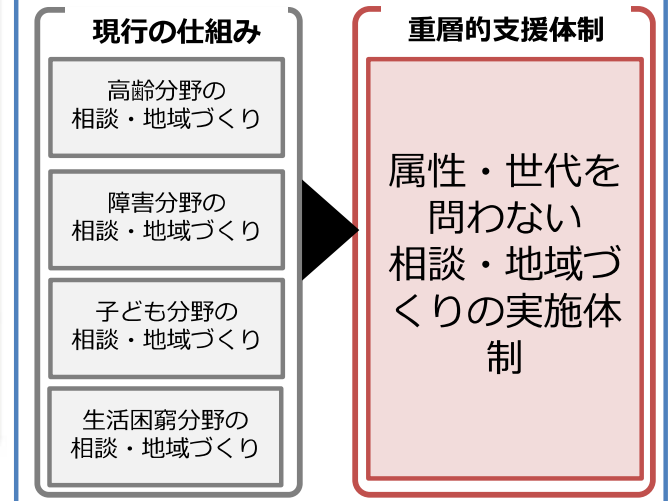 現行の仕組み
高齢分野の
相談・地域づくり
障害分野の
相談・地域づくり
子ども分野の
相談・地域づくり
生活困窮分野の
相談・地域づくり
重層的支援体制
属性・世代を
問わない
相談・地域づ
くりの実施体
制